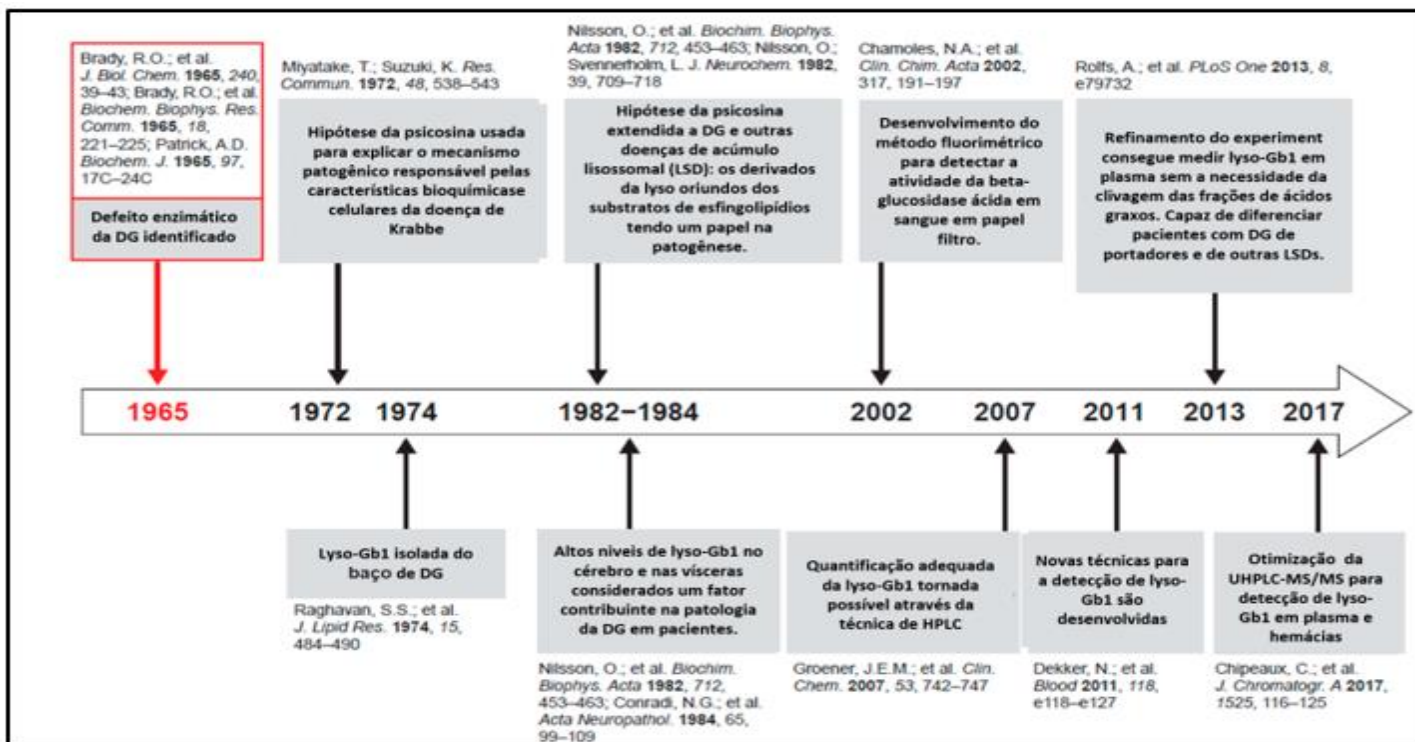 Brady, R.O.; et al.
J. Biol. Chem. 1965, 240,
39–43; Brady, R.O.; et al.
Biochem. Biophys. Res.
Comm. 1965, 18,
221–225; Patrick, A.D.
Biochem. J. 1965, 97,
17C–24C
Defeito enzimático
da DG identificado
Miyatake, T.; Suzuki, K. Res.
Commun. 1972, 48, 538–543
Hipótese da psicosina usada
para explicar o mecanismo
patogênico responsável pelas
características bioquímicase
celulares da doença de
Krabbe
Nilsson, O.; et al. Biochim. Biophys.
Acta 1982, 712, 453–463; Nilsson, O.;
Svennerholm, L. J. Neurochem. 1982,
39, 709–718
Hipótese da psicosina
extendida a DG e outras
doenças de acúmulo
lisossomal (LSD): os derivados
da lyso oriundos dos
substratos de esfingolipídios
tendo um papel na
patogênese.
Chamoles, N.A.; et al.
Clin. Chim. Acta 2002,
317, 191–197
Desenvolvimento do
método fluorimétrico
para detectar a
atividade da beta-
glucosidase ácida em
sangue em papel
filtro.
Rolfs, A.; et al. PLoS One 2013, 8,
e79732
Refinamento do experiment
consegue medir lyso-Gb1 em
plasma sem a necessidade da
clivagem das frações de ácidos
graxos. Capaz de diferenciar
pacientes com DG de
portadores e de outras LSDs.
1965 1972 1974 1982–1984 2002 2007 2011 2013 2017
Lyso-Gb1 isolada do
baço de DG
Raghavan, S.S.; et al.
J. Lipid Res. 1974, 15,
484–490
Altos niveis de lyso-Gb1 no
cérebro e nas vísceras
considerados um fator
contribuinte na patologia
da DG em pacientes.
Nilsson, O.; et al. Biochim.
Biophys. Acta 1982, 712,
453–463; Conradi, N.G.; et al.
Acta Neuropathol. 1984, 65,
99–109
Quantificação adequada
da lyso-Gb1 tornada
possível através da
técnica de HPLC
Groener, J.E.M.; et al. Clin.
Chem. 2007, 53, 742–747
Novas técnicas para
a detecção de lyso-
Gb1 são
desenvolvidas
Dekker, N.; et al.
Blood 2011, 118,
e118–e127
Otimização da
UHPLC-MS/MS para
detecção de lyso-
Gb1 em plasma e
hemácias
Chipeaux, C.; et al.
J. Chromatogr. A 2017,
1525, 116–125